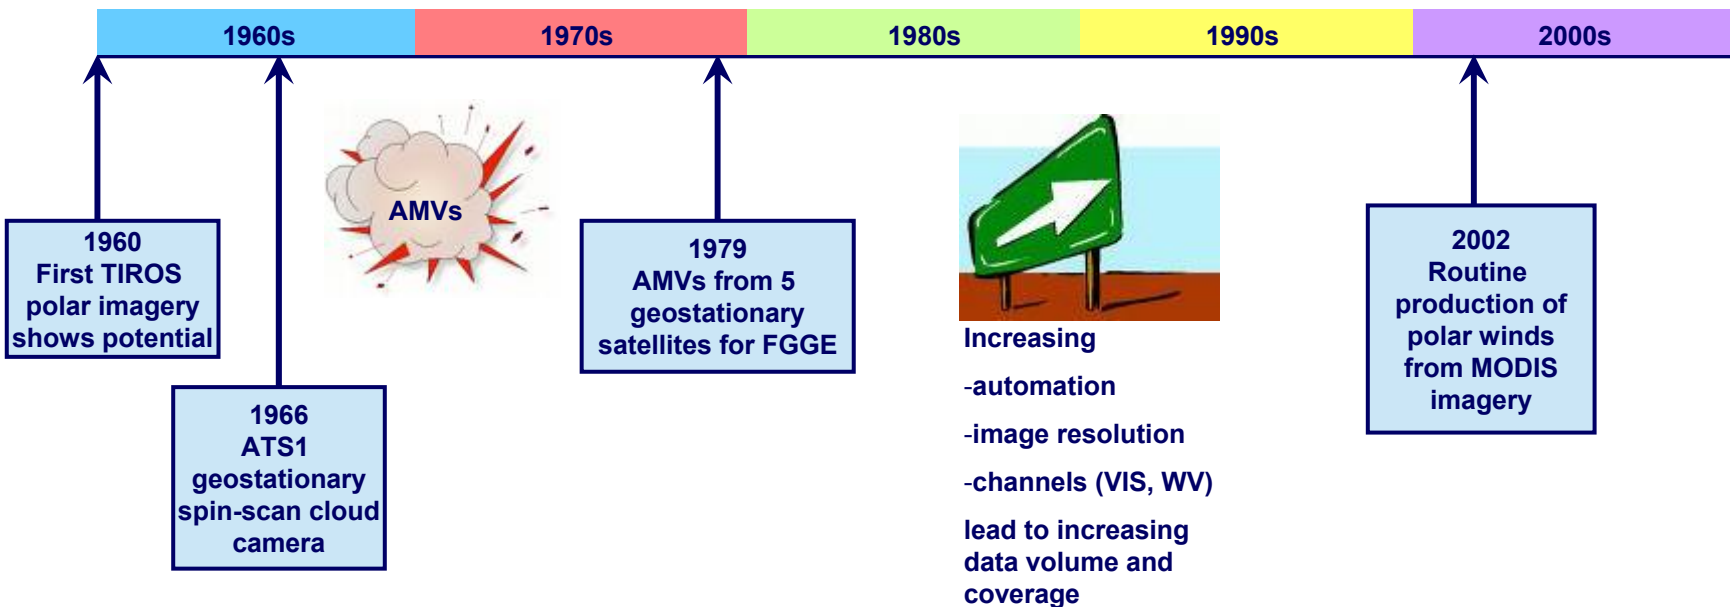 1960s
1970s
1980s
1990s
2000s
AMVs
1960
First TIROS
polar imagery
shows potential
1966
ATS1
geostationary
spin-scan cloud
camera
1979
AMVs from 5
geostationary
satellites for FGGE
Increasing
-automation
-image resolution
-channels (VIS, WV)
lead to increasing
data volume and
coverage
2002
Routine
production of
polar winds
from MODIS
imagery